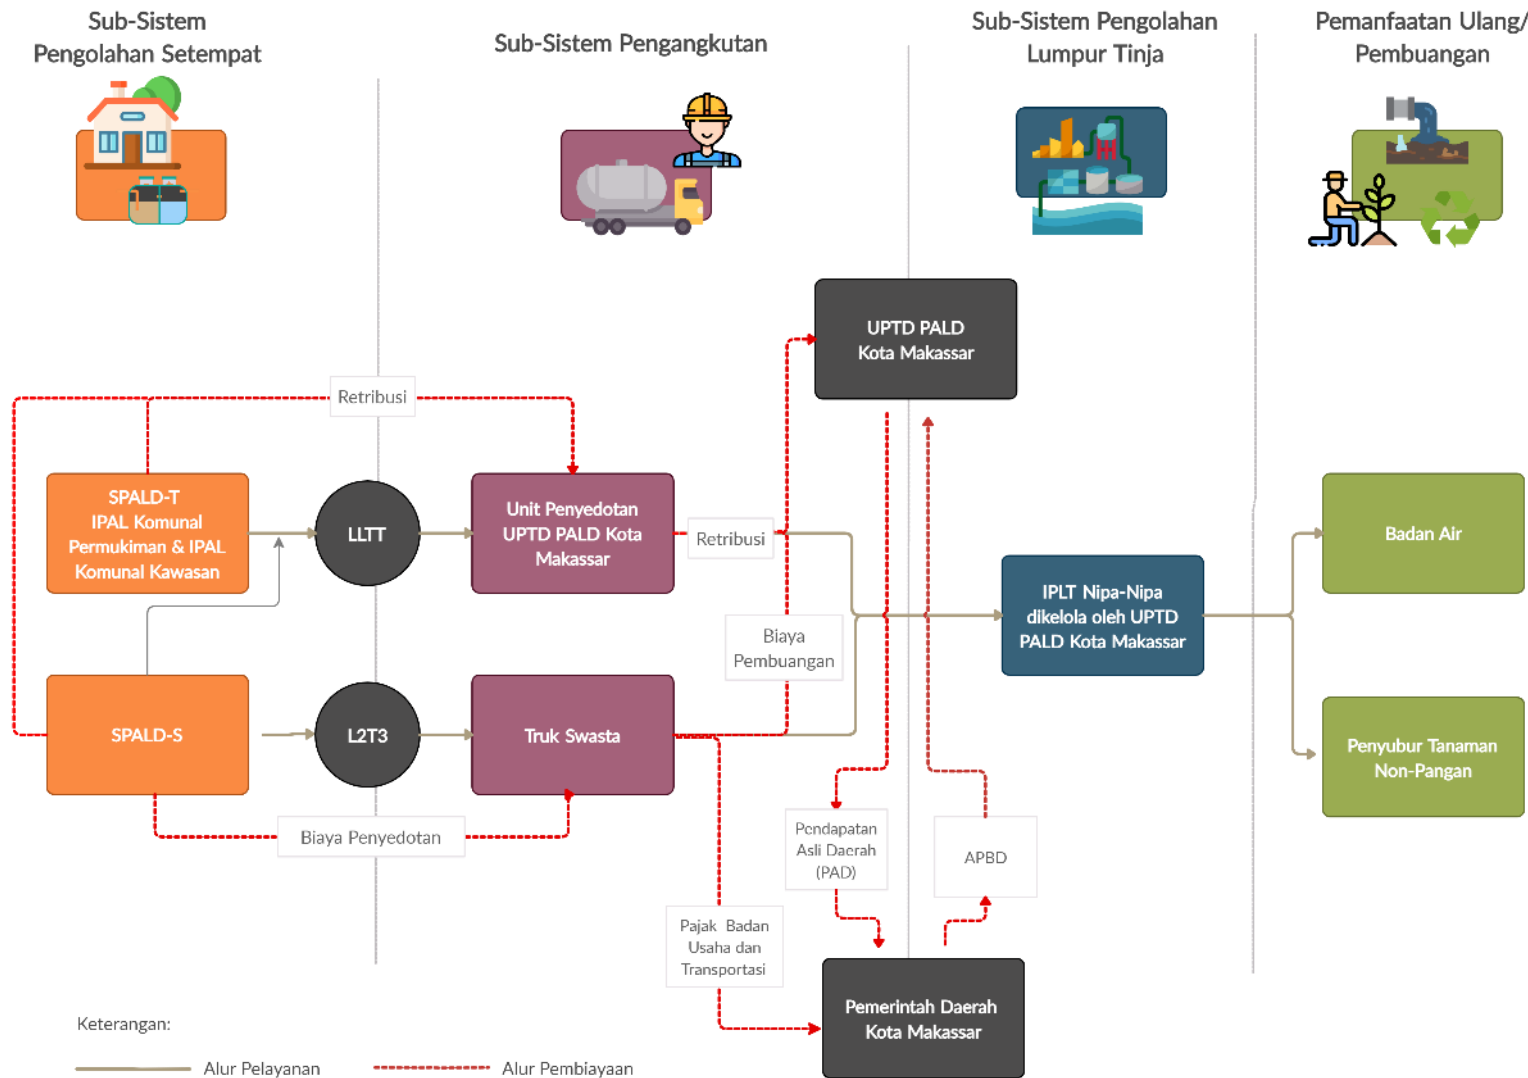 Sub-Sistem
Pengolahan Setempat
Sub-Sistem Pengangkutan
Sub-Sistem Pengolahan
Lumpur Tinja
Pemanfaatan Ulang/
Pembuangan
UPTD PALD
Kota Makassar
Retribusi
SPALD-T
IPAL Komunal
Permukiman & IPAL
Komunal Kawasan
LLTT
Unit Penyedotan
UPTD PALD Kota
Makassar
Retribusi
Badan Air
IPLT Nipa-Nipa
dikelola oleh UPTD
PALD Kota Makassar
Biaya
Pembuangan
SPALD-S
L2T3
Truk Swasta
Penyubur Tanaman
Non-Pangan
Biaya Penyedotan
Pendapatan
Asli Daerah
(PAD)
APBD
Pajak Badan
Usaha dan
Transportasi
Pemerintah Daerah
Kota Makassar
Keterangan:
Alur Pelayanan
Alur Pembiayaan